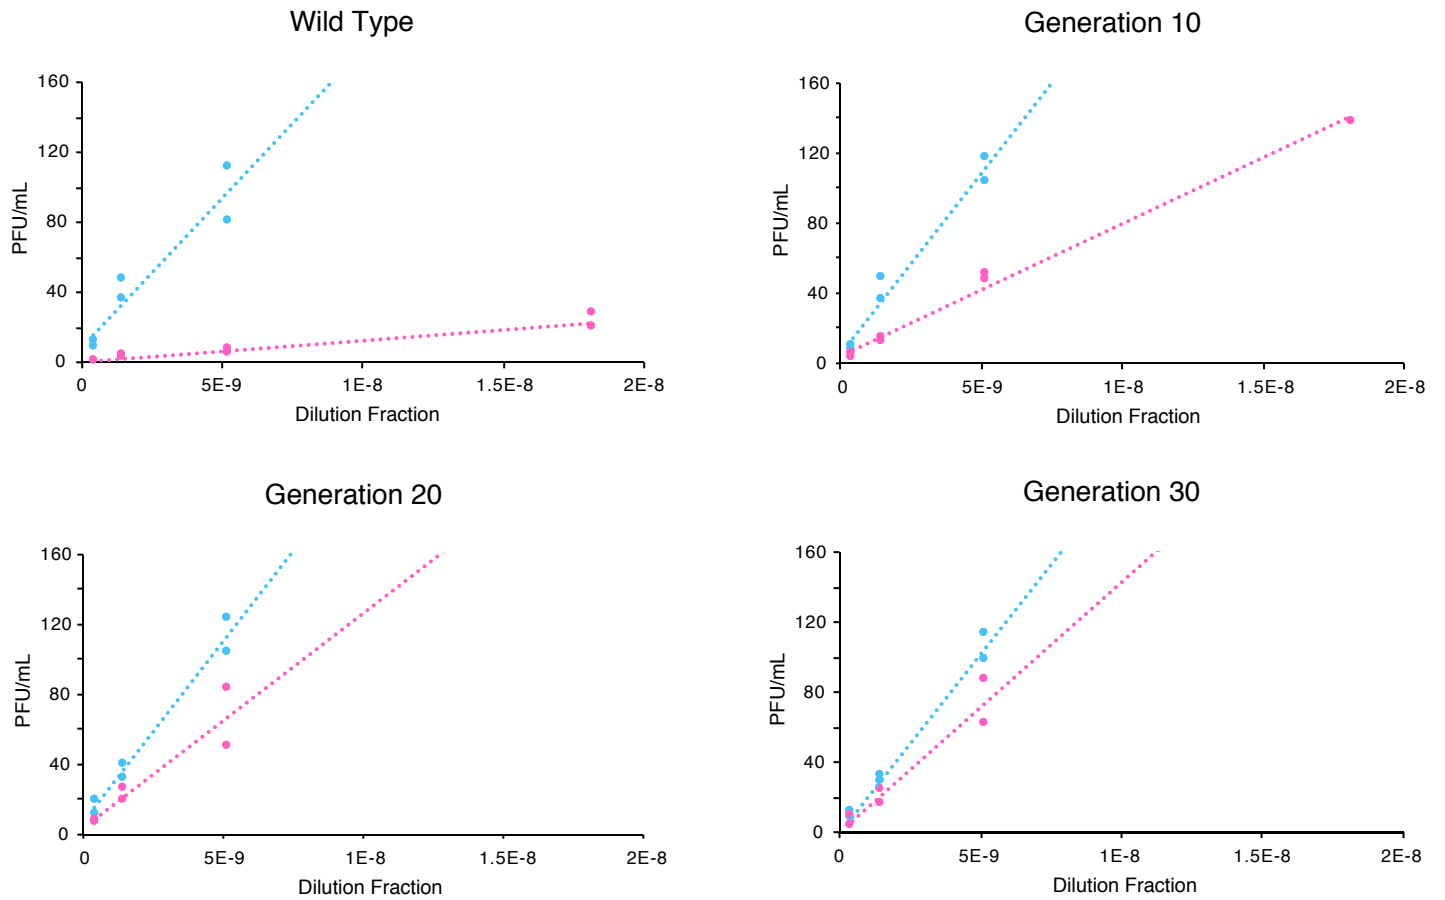 Wild Type
160
120
80
40
0
PFU/mL
0 5E-9 1E-8 1.5E-8 2E-8
Dilution Fraction
Generation 10
160
120
80
40
0
PFU/mL
0 5E-9 1E-8 1.5E-8 2E-8
Dilution Fraction
Generation 20
160
120
80
40
0
PFU/mL
0 5E-9 1E-8 1.5E-8 2E-8
Dilution Fraction
Generation 30
160
120
80
40
0
PFU/mL
0 5E-9 1E-8 1.5E-8 2E-8
Dilution Fraction